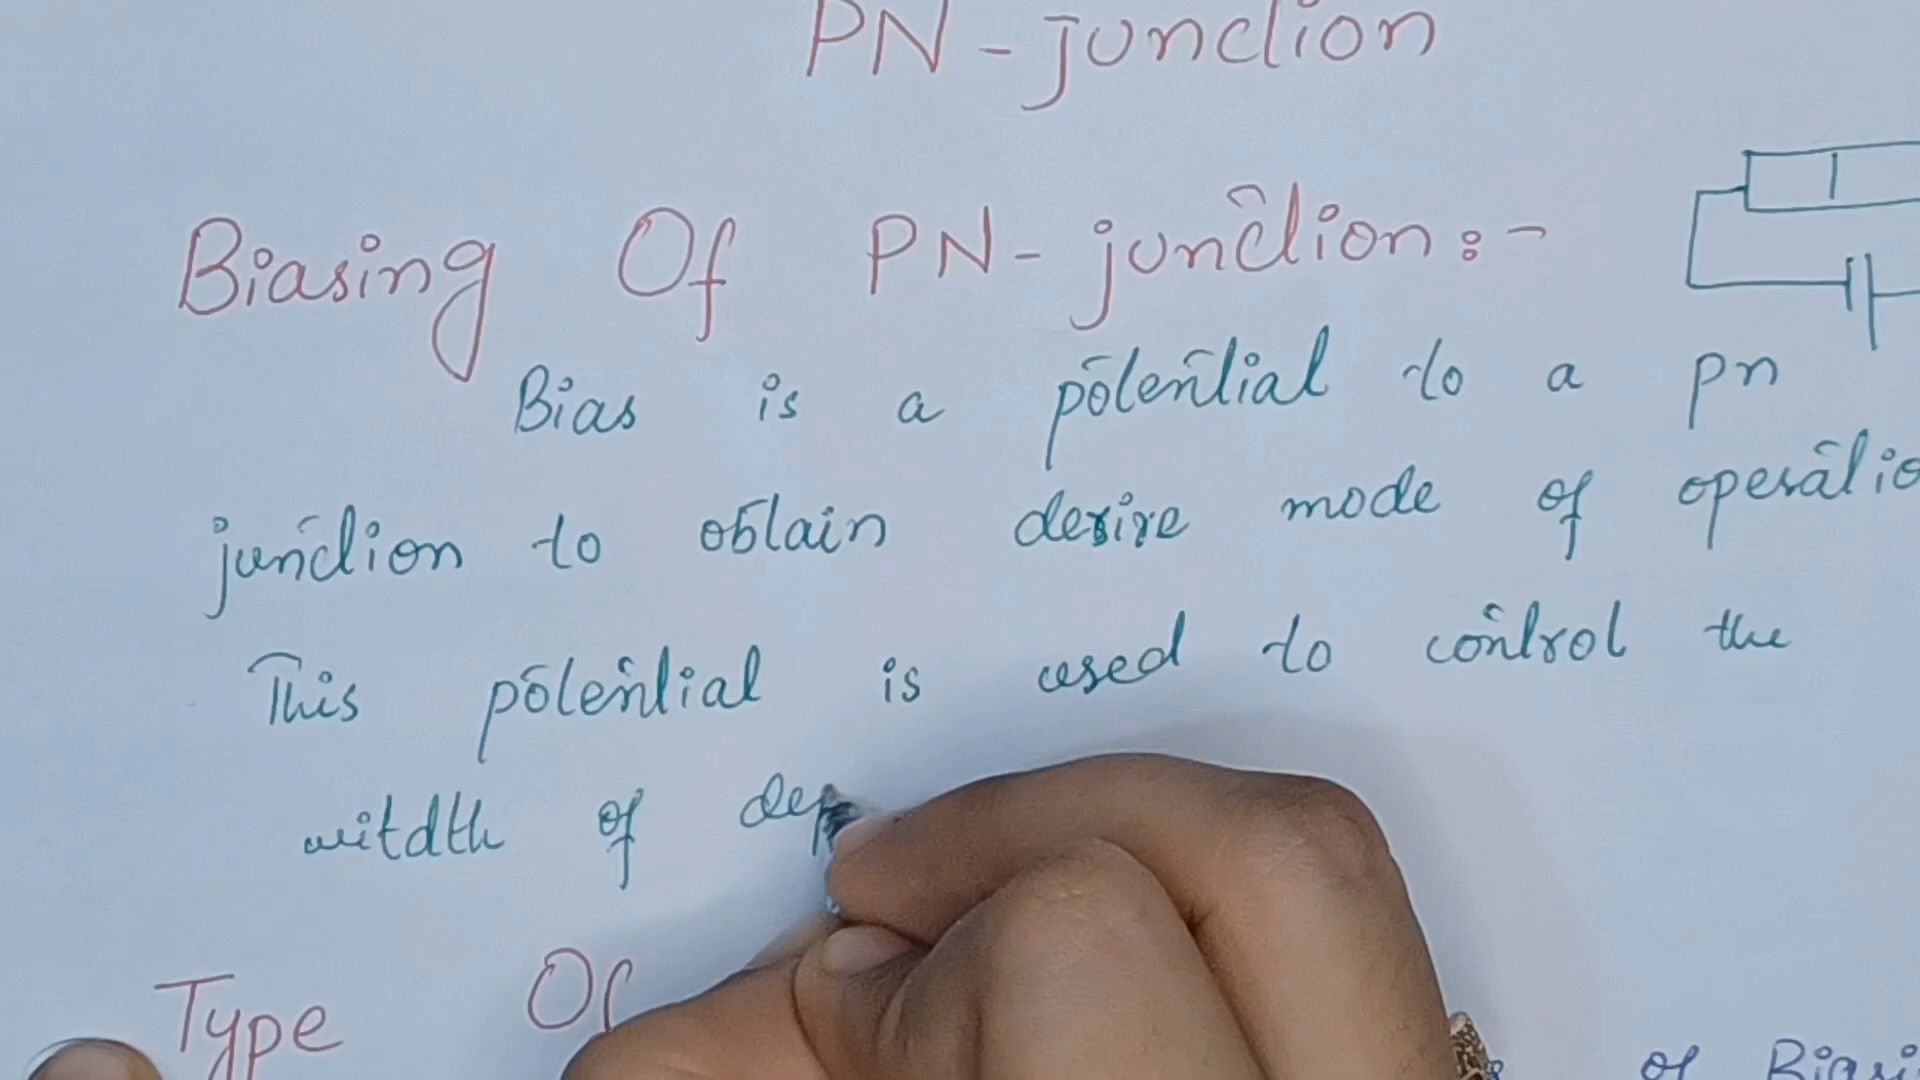 PN-junction
Biasing Of PN-junction:-
Bias is a potential to a pn
junction to obtain desire mode of operatio
This potential is used to control the
witdth of dep
Type Of
of Biasi